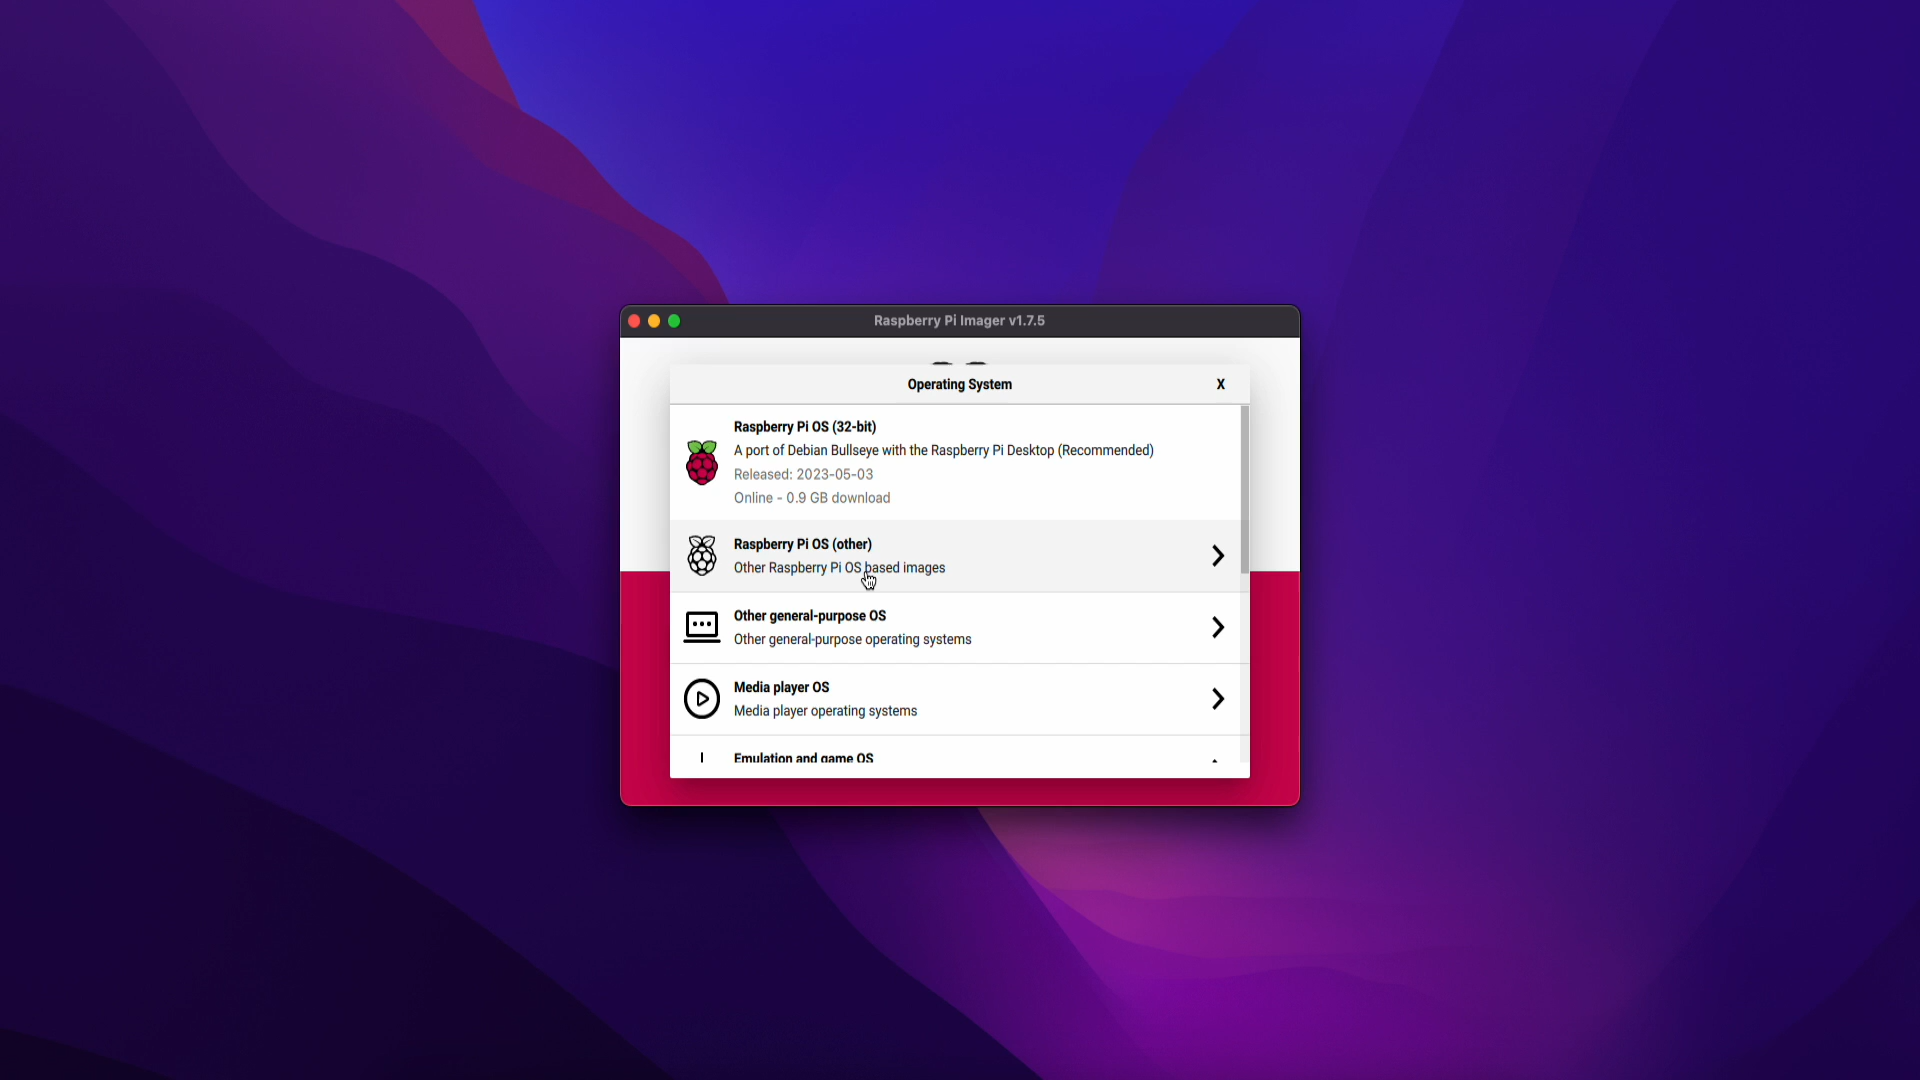 Raspberry Pi Imager v1.7.5
Operating System X
Raspberry Pi OS (32-bit)
A port of Debian Bullseye with the Raspberry Pi Desktop (Recommended)
Released: 2023-05-03
Online - 0.9 GB download
Raspberry Pi OS (other)
Other Raspberry Pi OS based images
Other general-purpose OS
Other general-purpose operating systems
Media player OS
Media player operating systems
Emulation and game OS